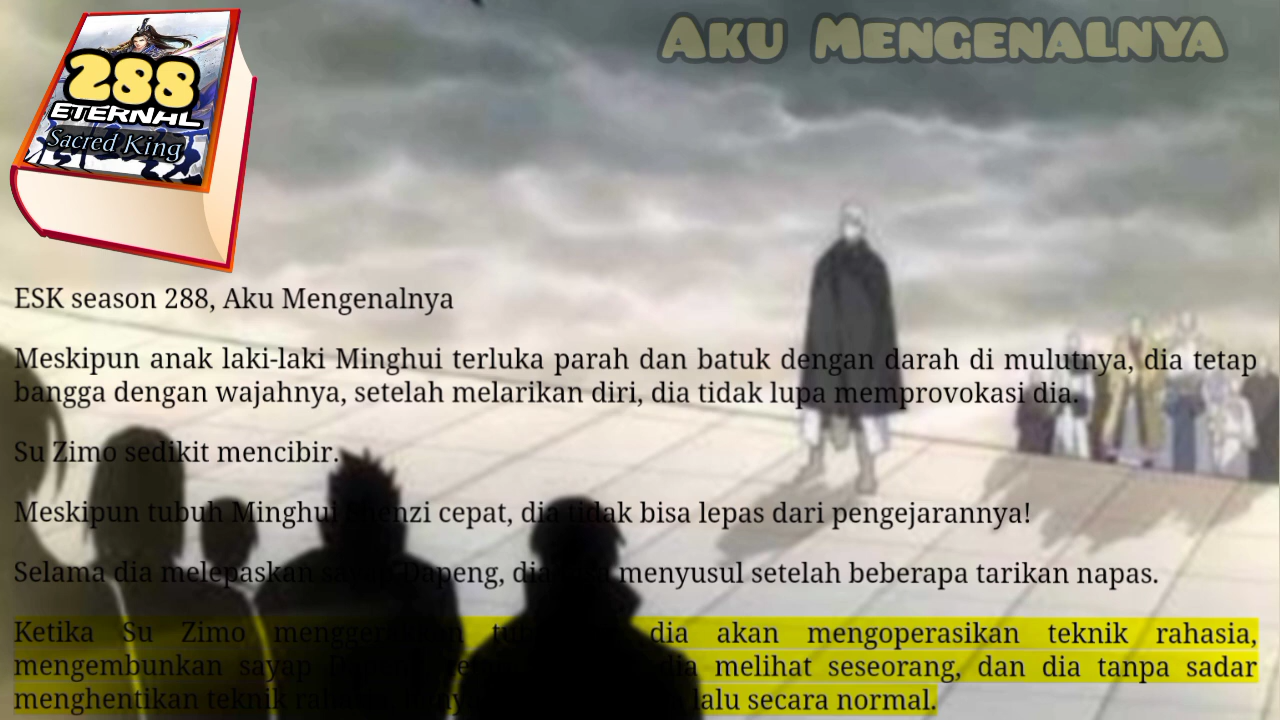 Aku Mengenalnya
288
ETERNAL
Sacred King
ESK season 288, Aku Mengenalnya
Meskipun anak laki-laki Minghui terluka parah dan batuk dengan darah di mulutnya, dia tetap
bangga dengan wajahnya, setelah melarikan diri, dia tidak lupa memprovokasi dia.
Su Zimo sedikit mencibir.
Meskipun tubuh Minghui Shenzi cepat, dia tidak bisa lepas dari pengejarannya!
Selama dia melepaskan sayap Dapeng, dia menyusul setelah beberapa tarikan napas.
Ketika Su Zimo menggerakkan dia akan mengoperasikan teknik rahasia,
mengembunkan sayap dia melihat seseorang, dan dia tanpa sadar
menghentikan teknik lalu secara normal.